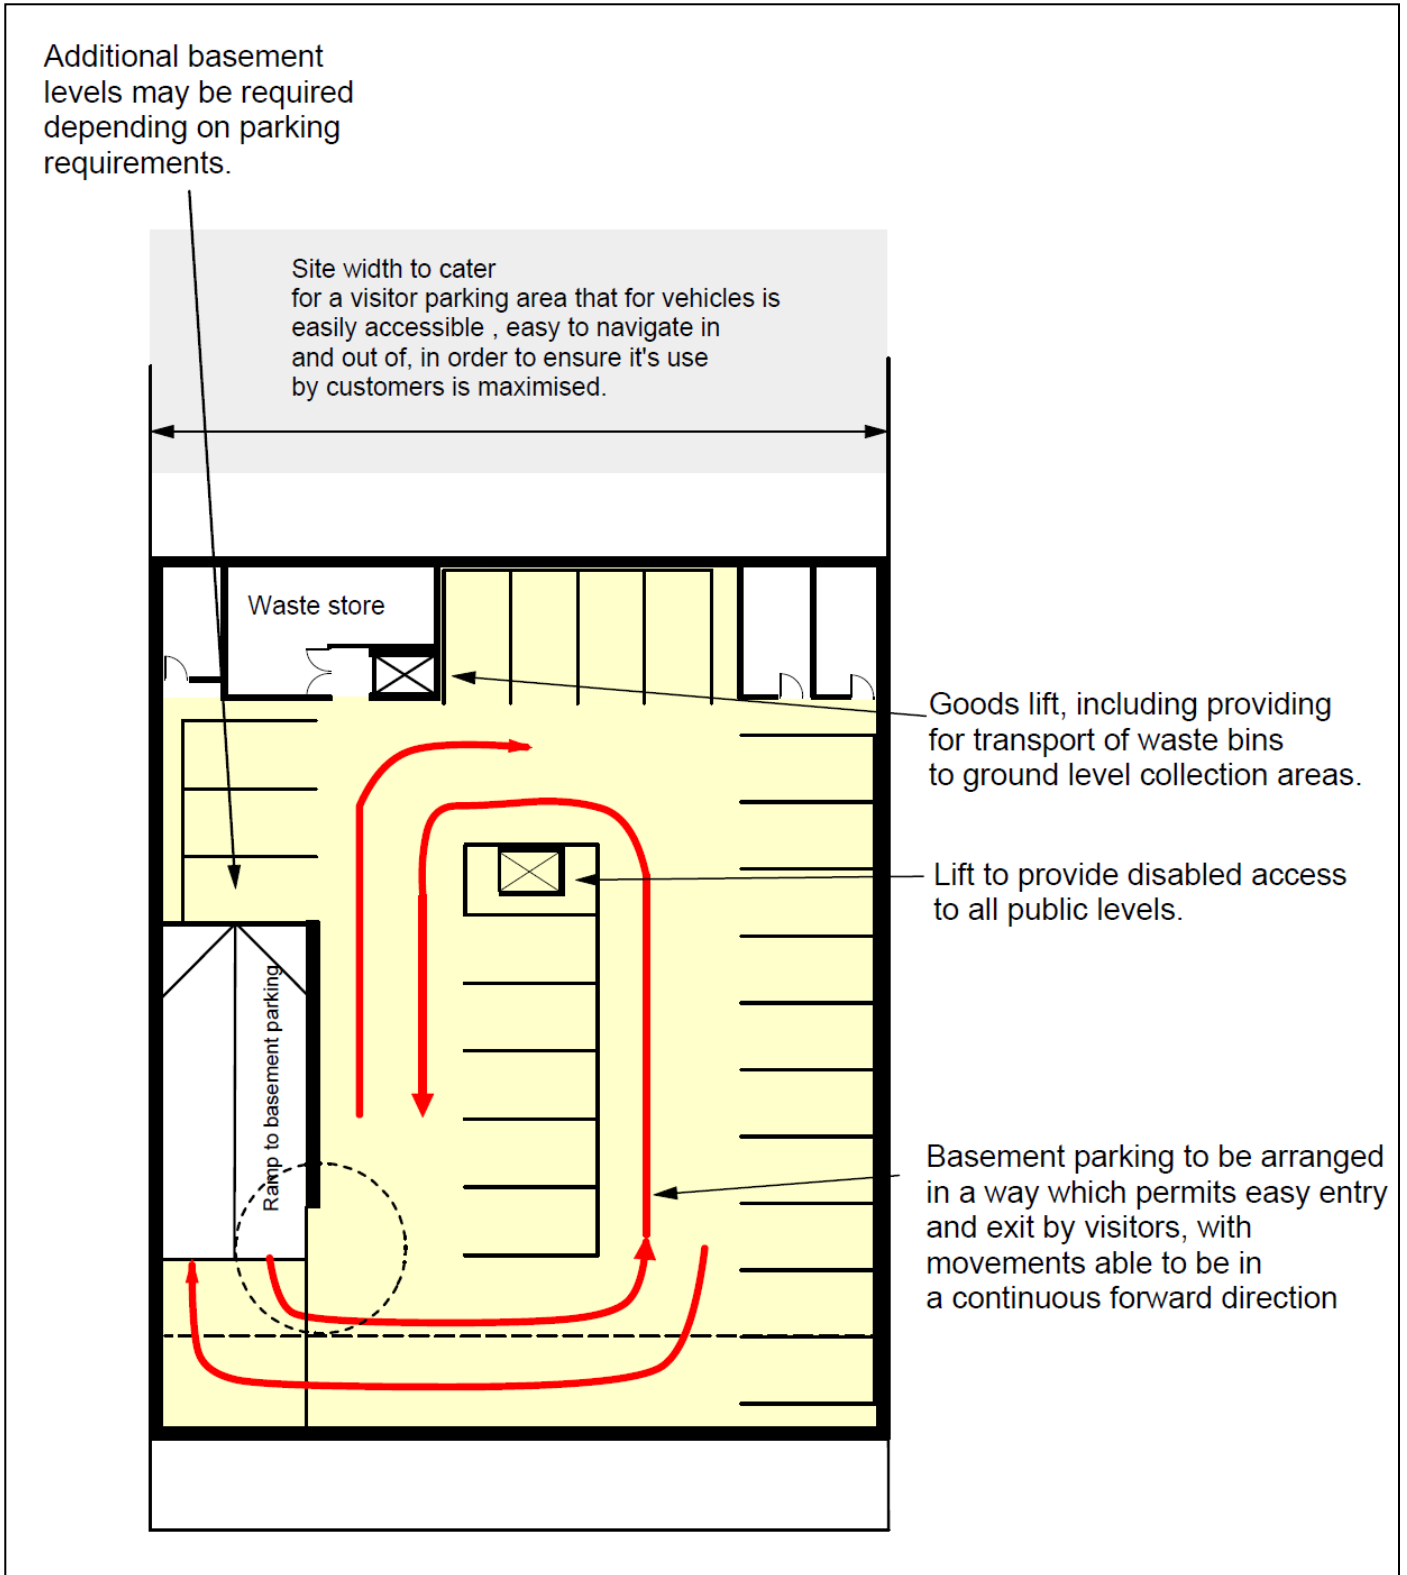 Additional basement
levels may be required
depending on parking
requirements.
Site width to cater
for a visitor parking area that for vehicles is
easily accessible , easy to navigate in
and out of, in order to ensure it's use
by customers is maximised.
Waste store
Goods lift, including providing
for transport of waste bins
to ground level collection areas.
Lift to provide disabled access
to all public levels.
Ramp to basement parking
Basement parking to be arranged
in a way which permits easy entry
and exit by visitors, with
movements able to be in
a continuous forward direction